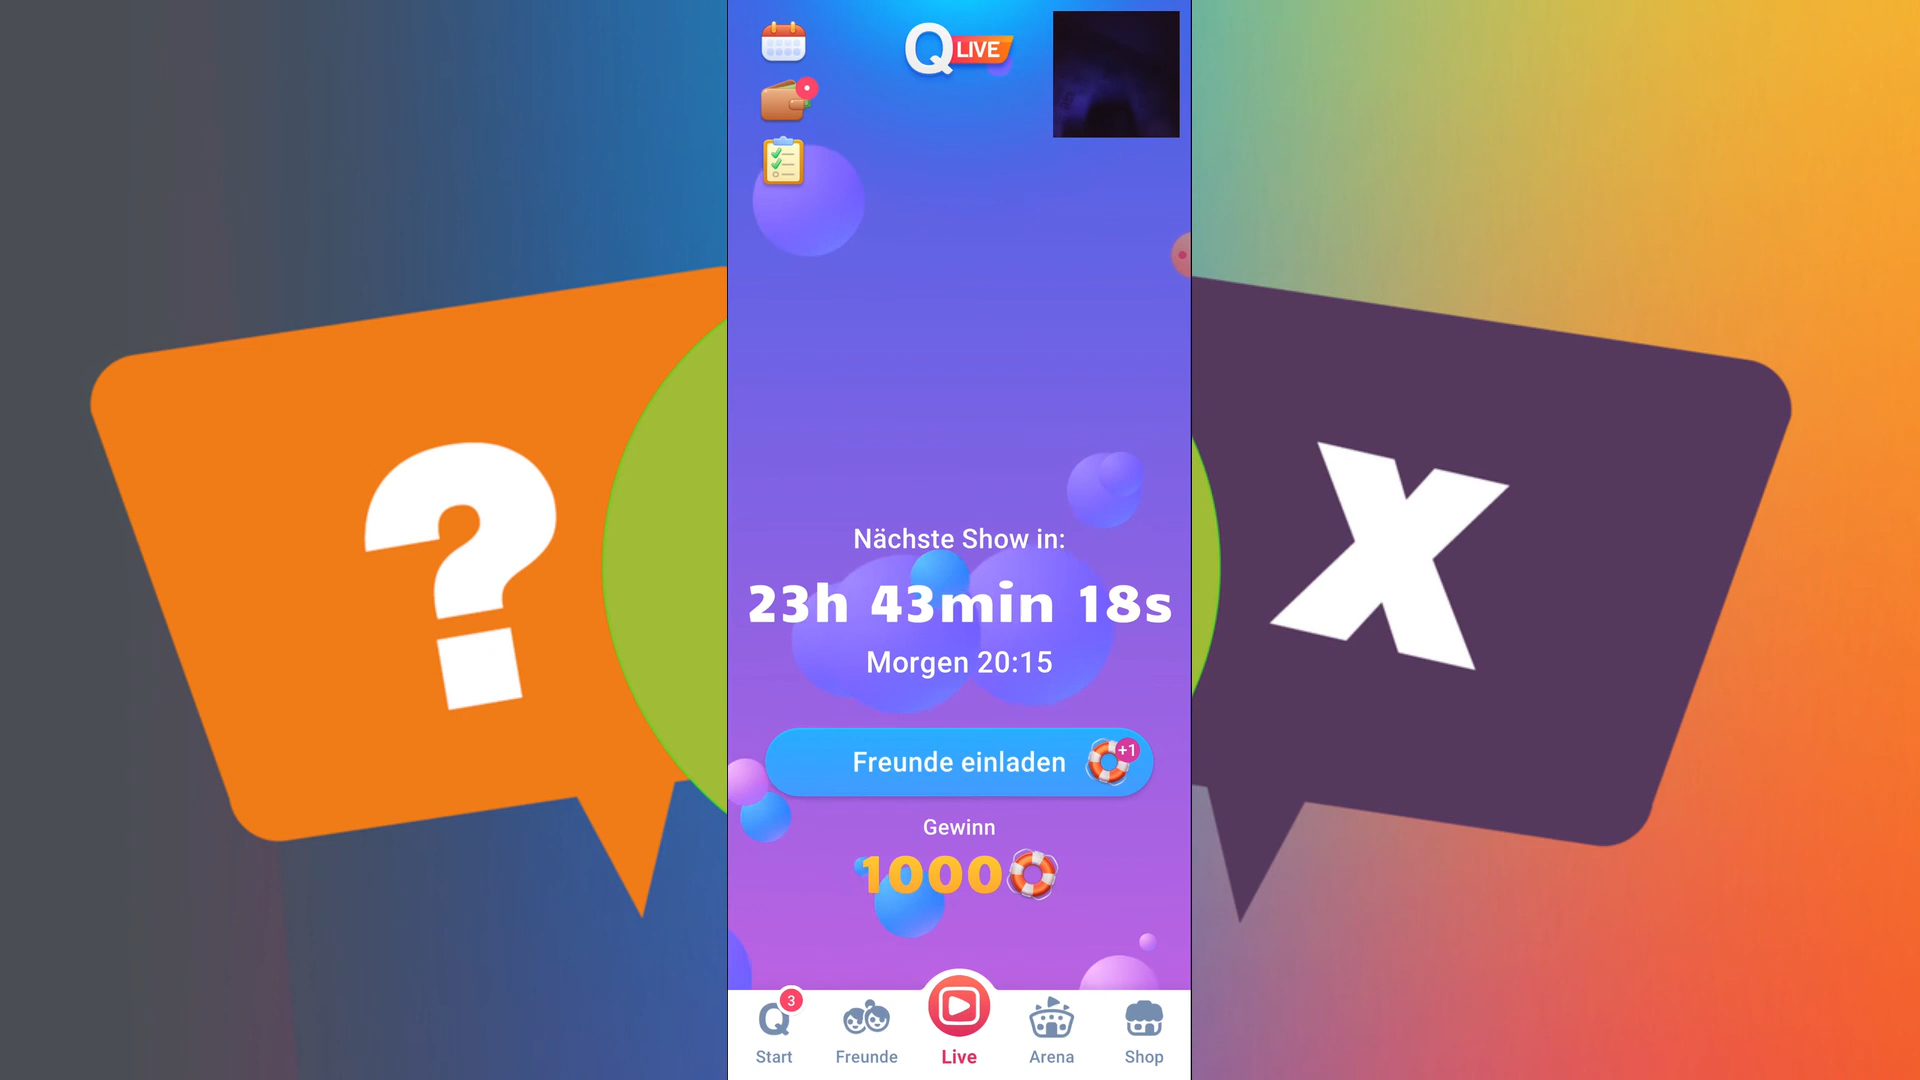 Q LIVE
?
X
Nächste Show in:
23h 43min 18s
Morgen 20:15
Freunde einladen
+1
Gewinn
1000
Q 3
Start
Freunde
Live
Arena
Shop